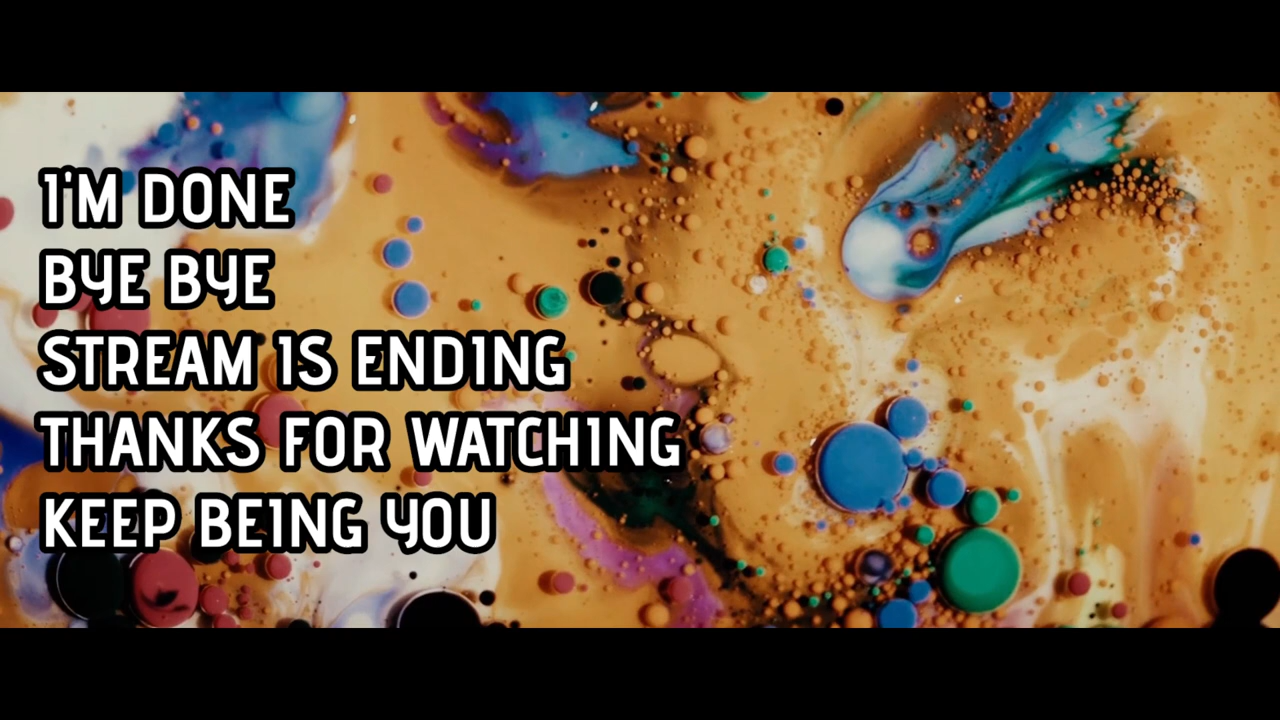 I'M DONE
BYE BYE
STREAM IS ENDING
THANKS FOR WATCHING
KEEP BEING YOU